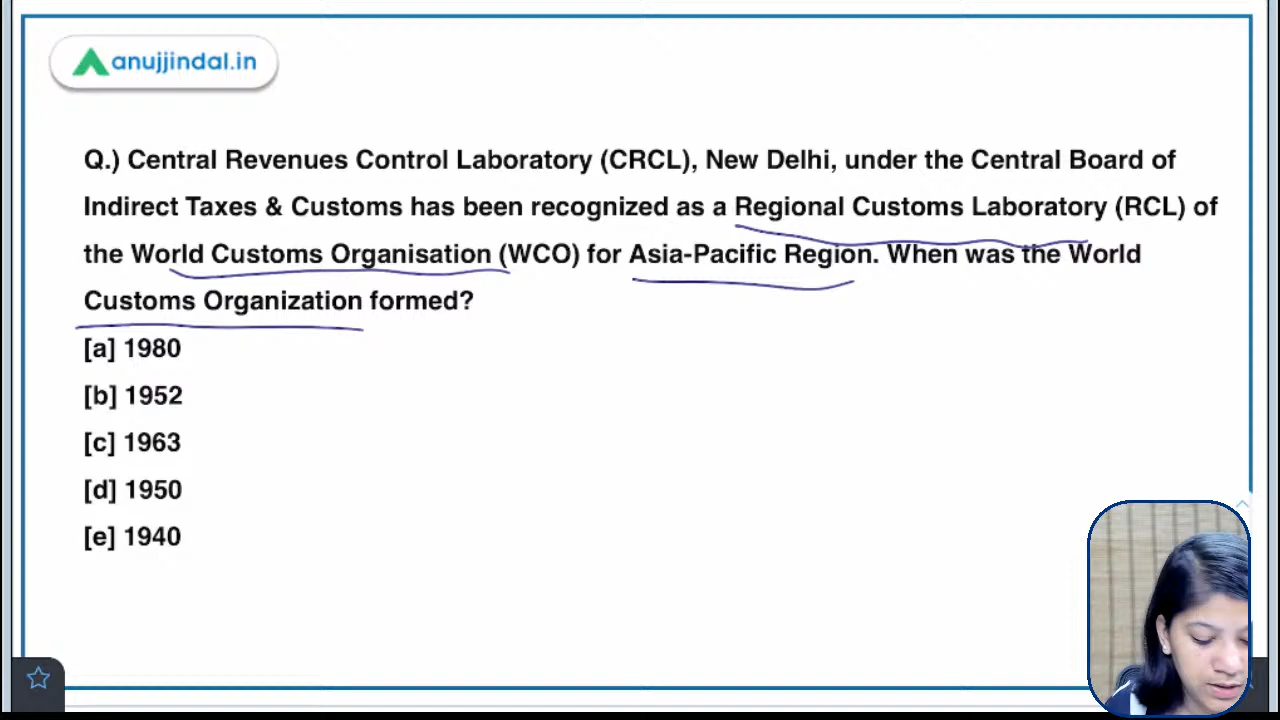 anujjindal.in
Q.) Central Revenues Control Laboratory (CRCL), New Delhi, under the Central Board of
Indirect Taxes & Customs has been recognized as a Regional Customs Laboratory (RCL) of
the World Customs Organisation (WCO) for Asia-Pacific Region. When was the World
Customs Organization formed?
[a] 1980
[b] 1952
[c] 1963
[d] 1950
[e] 1940